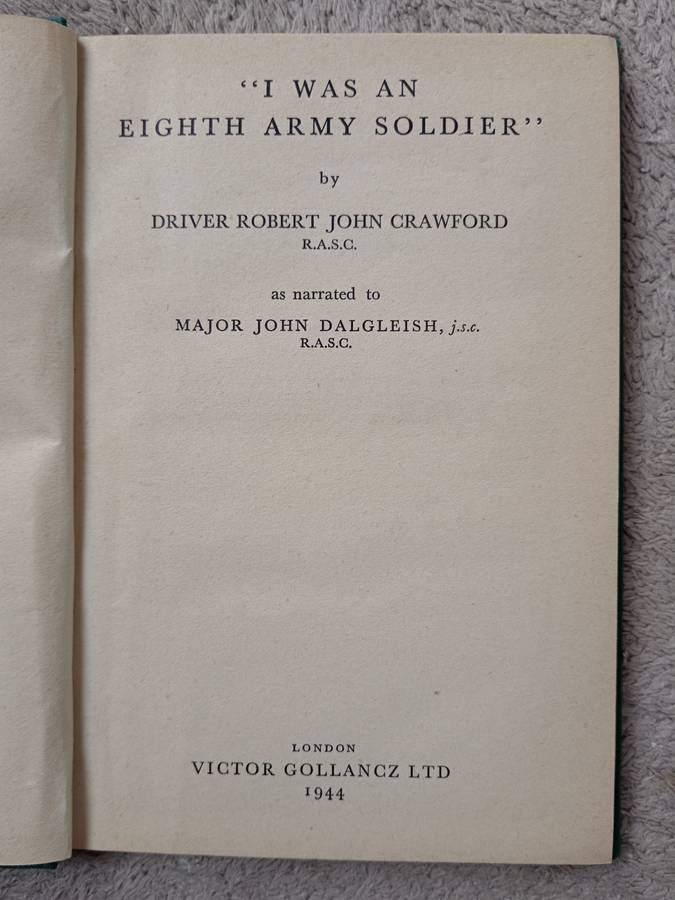 “I WAS AN
EIGHTH ARMY SOLDIER”
by
DRIVER ROBERT JOHN CRAWFORD
R.A.S.C.
as narrated to
MAJOR JOHN DALGLEISH, j.s.c.
R.A.S.C.
LONDON
VICTOR GOLLANCZ LTD
1944